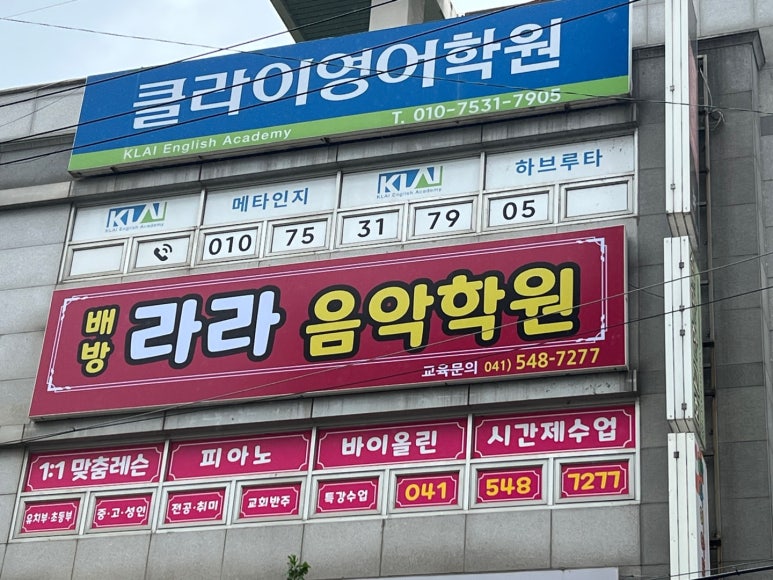 클라이영어학원
KLAI English Academy T. 010-7531-7905
KLAI English Academy 메타인지 KLAI English Academy 하브루타
010 75 31 79 05
배방 라라 음악학원
교육문의 041) 548-7277
1:1 맞춤레슨 피아노 바이올린 시간제수업
유치부·초등부 중·고·성인 전공·취미 교회반주 특강수업 041 548 7277